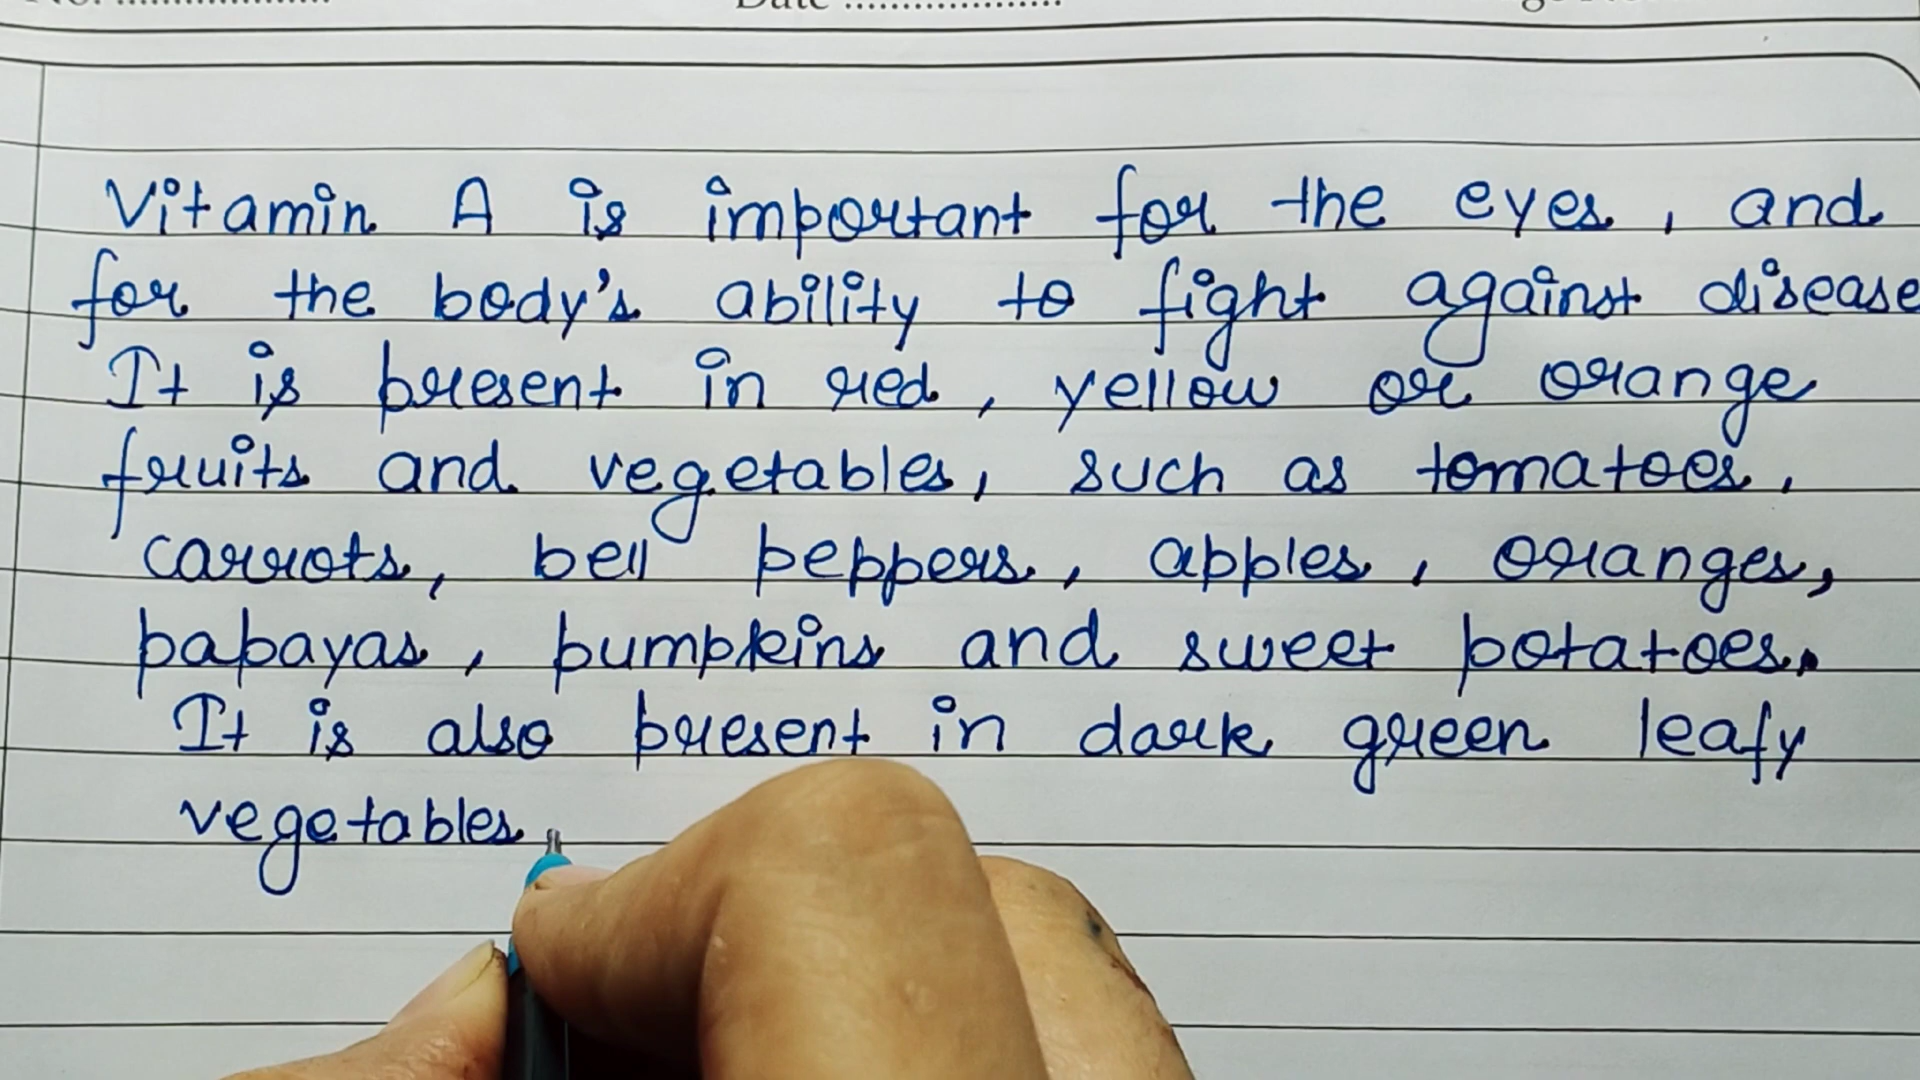 Date ....................
Vitamin A is important for the eyes, and
for the body's ability to fight against disease
It is present in red, yellow or orange
fruits and vegetables, such as tomatoes,
carrots, bell peppers, apples, oranges,
papayas, pumpkins and sweet potatoes.
It is also present in dark green leafy
vegetables.